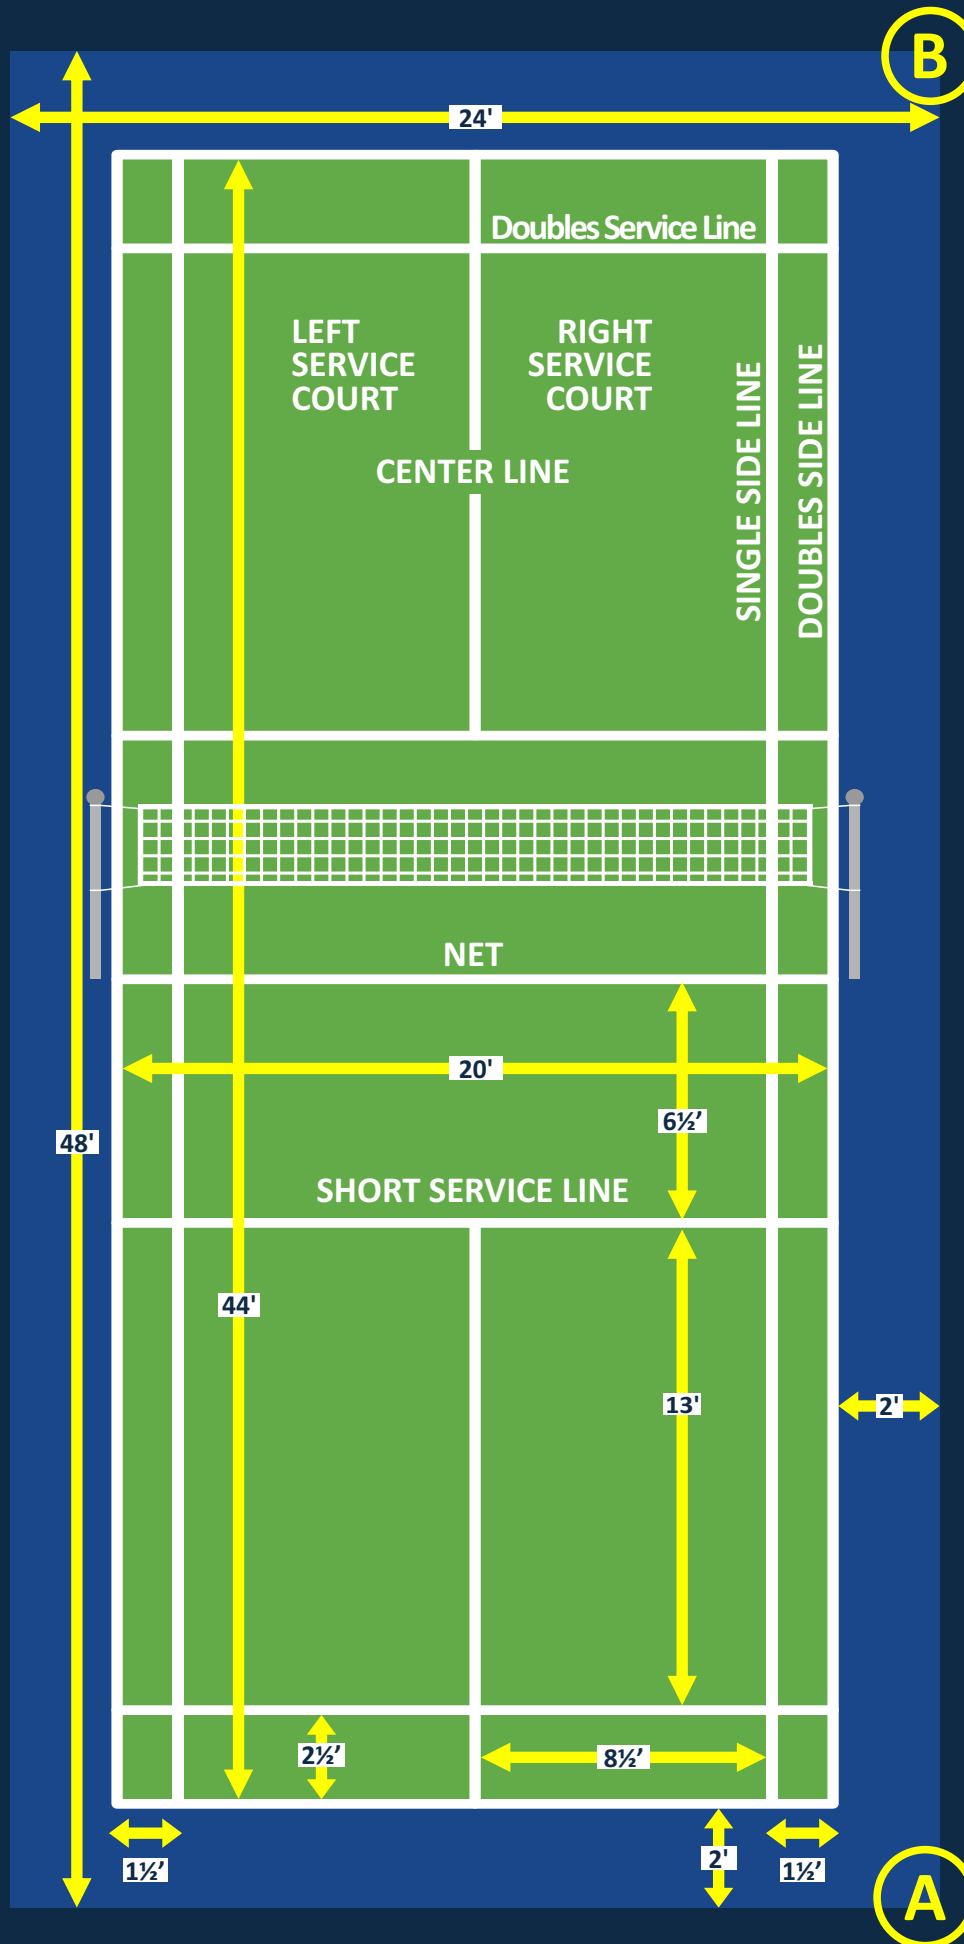 B
24'
Doubles Service Line
LEFT
SERVICE
COURT
RIGHT
SERVICE
COURT
CENTER LINE
SINGLE SIDE LINE
DOUBLES SIDE LINE
NET
20'
6½’
48'
SHORT SERVICE LINE
44'
13'
2'
2½’
8½’
1½’
2'
1½’
A